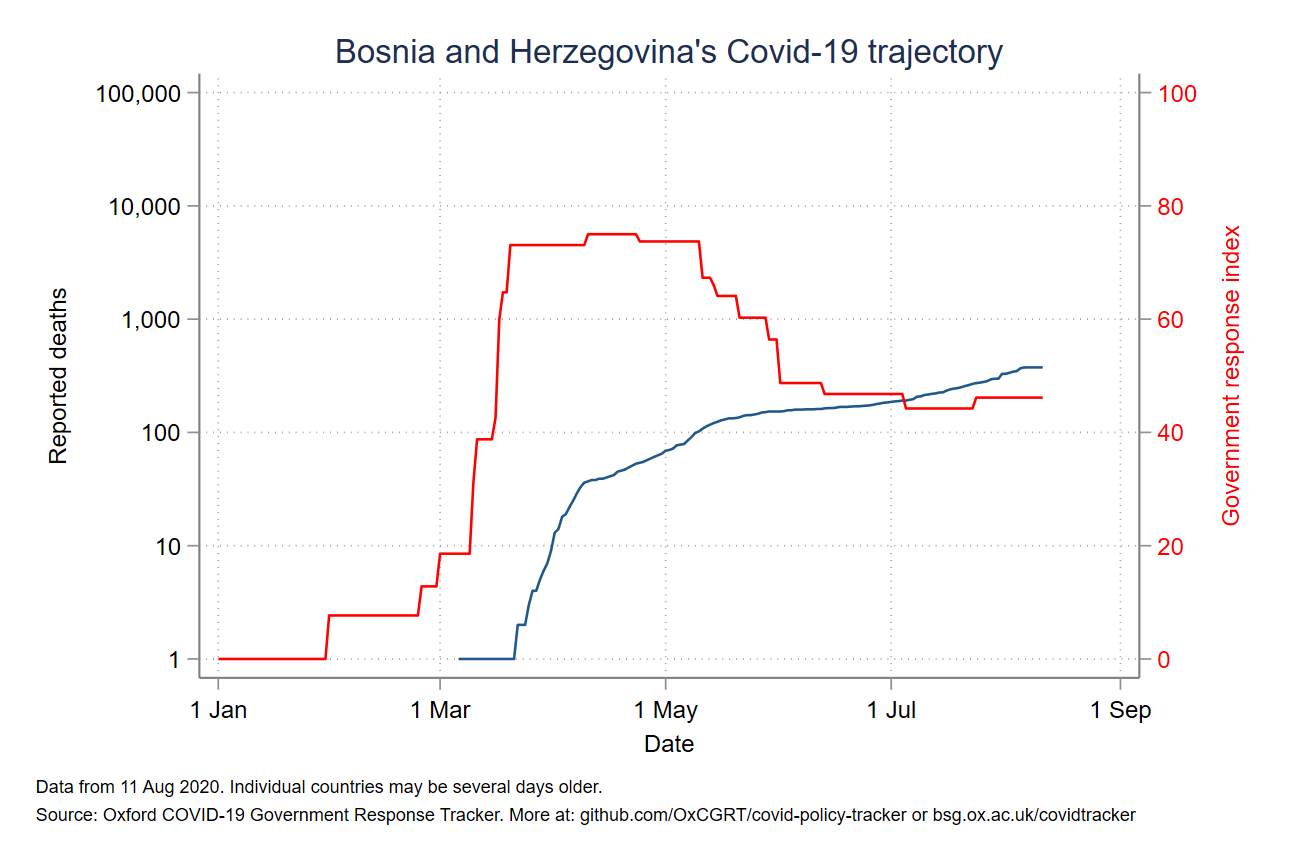 Bosnia and Herzegovina's Covid-19 trajectory
100,000
10,000
1,000
100
10
1
Reported deaths
100
80
60
40
20
0
Government response index
1 Jan
1 Mar
1 May
1 Jul
1 Sep
Date
Data from 11 Aug 2020. Individual countries may be several days older.
Source: Oxford COVID-19 Government Response Tracker. More at: github.com/OxCGRT/covid-policy-tracker or bsg.ox.ac.uk/covidtracker